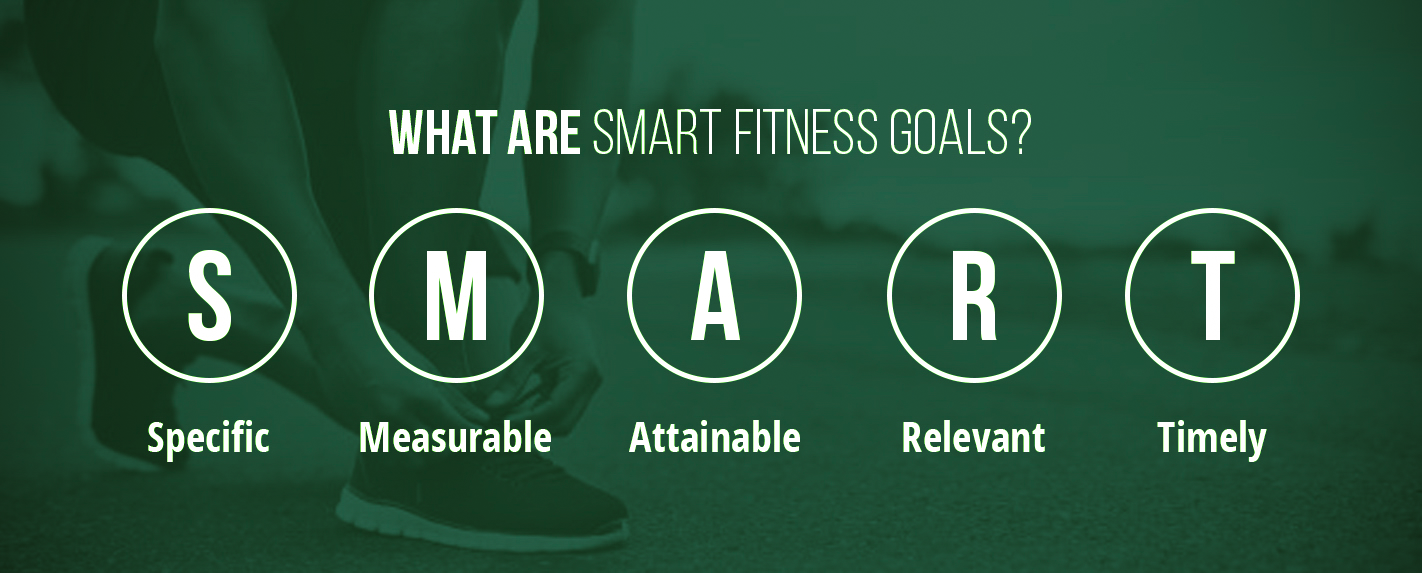 WHAT ARE SMART FITNESS GOALS?
S M A R T
Specific Measurable Attainable Relevant Timely